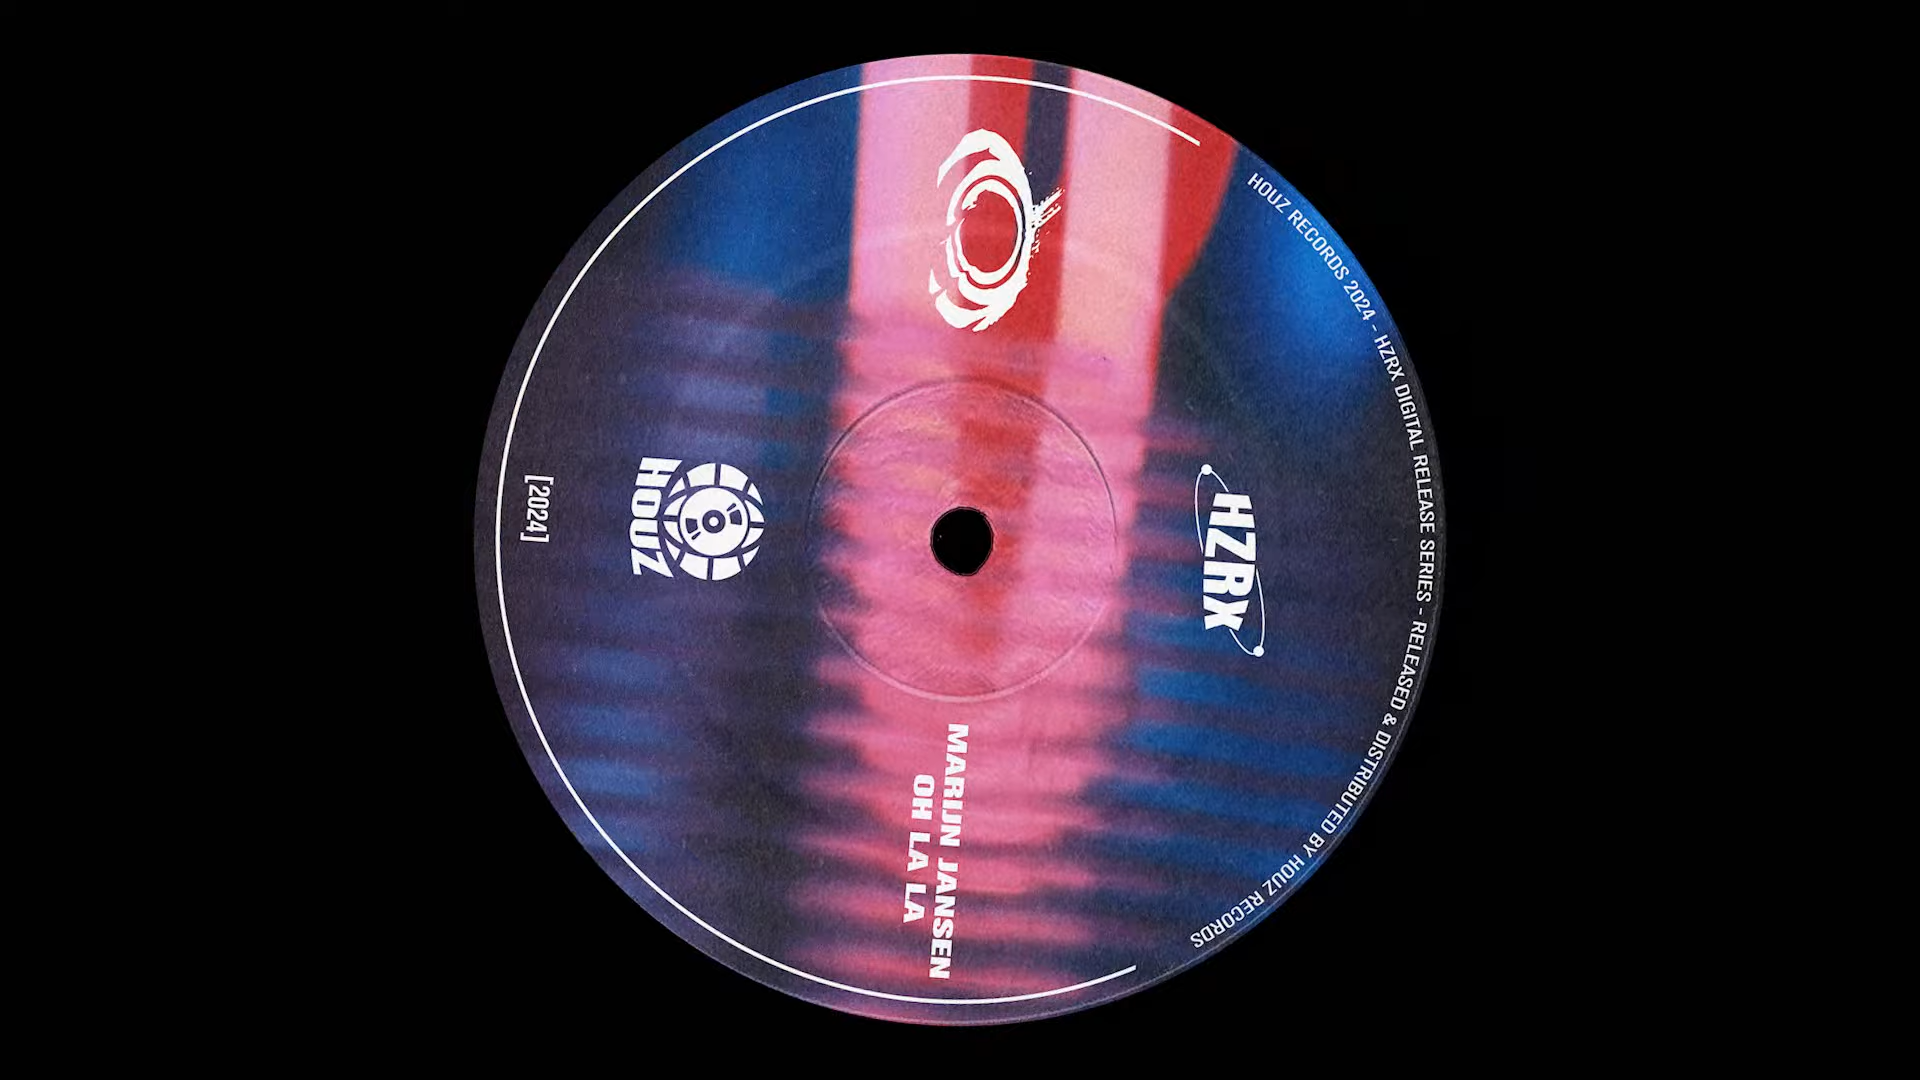 HOUZ RECORDS 2024 - HZRX DIGITAL RELEASE SERIES - RELEASED & DISTRIBUTED BY HOUZ RECORDS
HZRX
MARIJN JANSEN
OH LA LA
HOUZ
[2024]